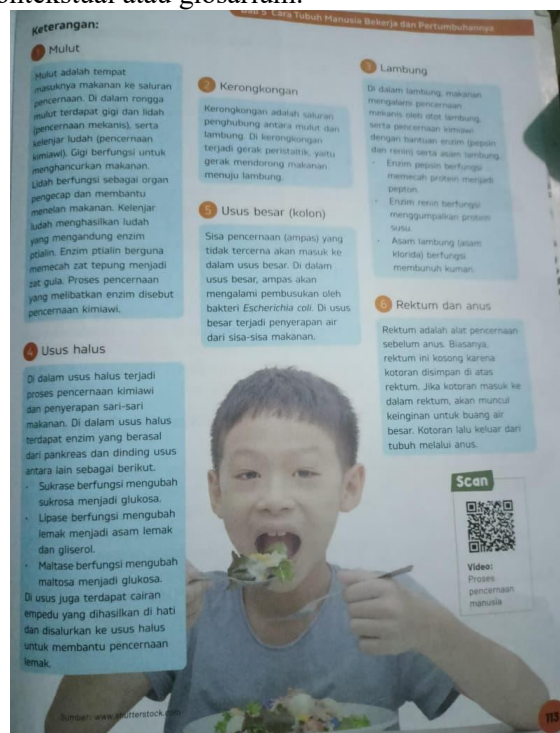 ontekstual atau glosarium.
Bab 5 Cara Tubuh Manusia Bekerja dan Pertumbuhannya
Keterangan:
1 Mulut
Mulut adalah tempat
masuknya makanan ke saluran
pencernaan. Di dalam rongga
mulut terdapat gigi dan lidah
(pencernaan mekanis), serta
kelenjar ludah (pencernaan
kimiawi). Gigi berfungsi untuk
menghancurkan makanan.
Lidah berfungsi sebagai organ
pengecap dan membantu
menelan makanan. Kelenjar
ludah menghasilkan ludah
yang mengandung enzim
ptialin. Enzim ptialin berguna
memecah zat tepung menjadi
zat gula. Proses pencernaan
yang melibatkan enzim disebut
pencernaan kimiawi.
2 Kerongkongan
Kerongkongan adalah saluran
penghubung antara mulut dan
lambung. Di kerongkongan
terjadi gerak peristaltik, yaitu
gerak mendorong makanan
menuju lambung.
3 Lambung
Di dalam lambung, makanan
mengalami pencernaan
mekanis oleh otot lambung,
serta pencernaan kimiawi
dengan bantuan enzim (pepsin
dan renin) serta asam lambung.
· Enzim pepsin berfungsi
memecah protein menjadi
pepton.
· Enzim renin berfungsi
menggumpalkan protein
susu.
· Asam lambung (asam
klorida) berfungsi
membunuh kuman.
4 Usus halus
Di dalam usus halus terjadi
proses pencernaan kimiawi
dan penyerapan sari-sari
makanan. Di dalam usus halus
terdapat enzim yang berasal
dari pankreas dan dinding usus
antara lain sebagai berikut.
· Sukrase berfungsi mengubah
sukrosa menjadi glukosa.
· Lipase berfungsi mengubah
lemak menjadi asam lemak
dan gliserol.
· Maltase berfungsi mengubah
maltosa menjadi glukosa.
Di usus juga terdapat cairan
empedu yang dihasilkan di hati
dan disalurkan ke usus halus
untuk membantu pencernaan
lemak.
5 Usus besar (kolon)
Sisa pencernaan (ampas) yang
tidak tercerna akan masuk ke
dalam usus besar. Di dalam
usus besar, ampas akan
mengalami pembusukan oleh
bakteri Escherichia coli. Di usus
besar terjadi penyerapan air
dari sisa-sisa makanan.
6 Rektum dan anus
Rektum adalah alat pencernaan
sebelum anus. Biasanya,
rektum ini kosong karena
kotoran disimpan di atas
rektum. Jika kotoran masuk ke
dalam rektum, akan muncul
keinginan untuk buang air
besar. Kotoran lalu keluar dari
tubuh melalui anus.
Scan
Video:
Proses
pencernaan
manusia
Sumber: www.shutterstock.com
113